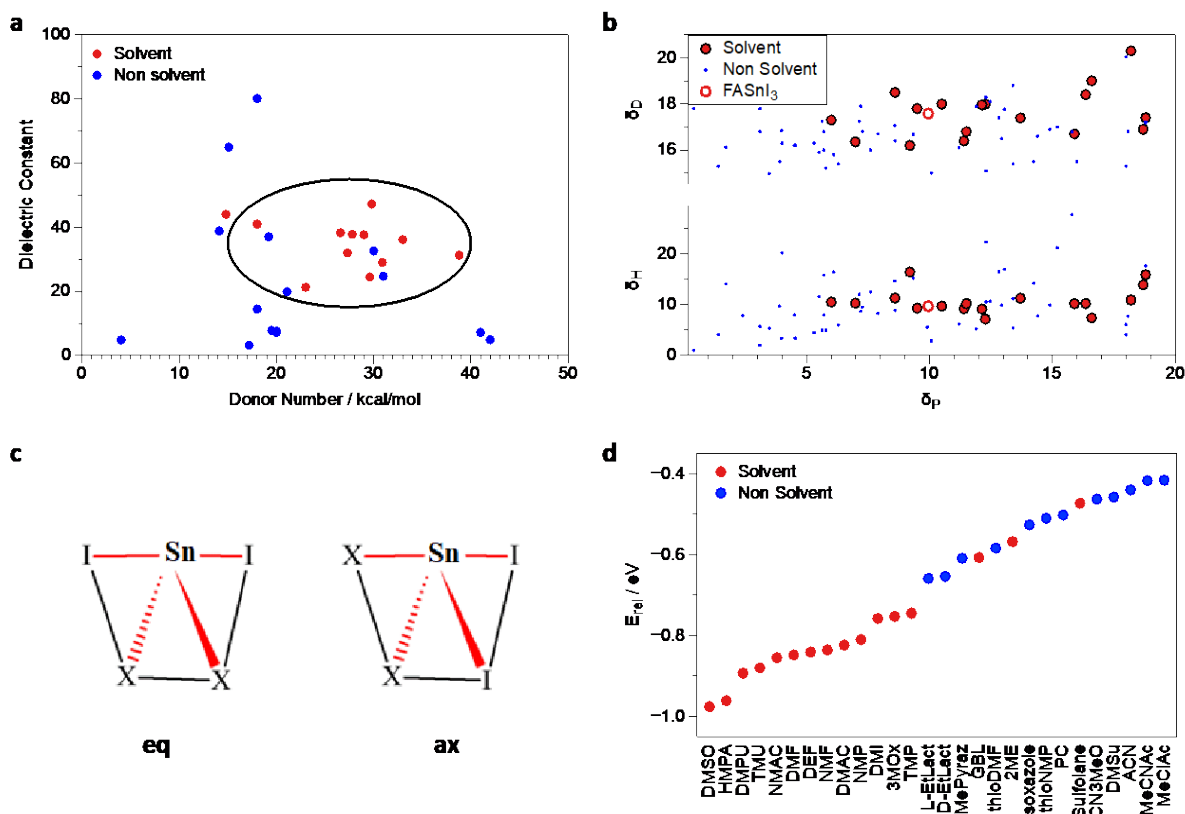 a
100
80
60
40
20
0
Dielectric Constant
Solvent
Non solvent
0
10
20
30
40
50
Donor Number / kcal/mol
b
Solvent
Non Solvent
FASnI3
20
18
16
δD
20
10
0
δH
5
10
15
20
δP
c
I Sn I
X X
eq
X Sn I
X I
ax
d
−0.4
−0.6
−0.8
−1.0
Erel / eV
Solvent
Non Solvent
DMSO
HMPA
DMPU
TMU
NMAC
DMF
DEF
NMF
DMAC
NMP
DMI
3MOx
TMP
L-EtLact
D-EtLact
MePyraz
GBL
thioDMF
2ME
soxazole
thioNMP
PC
Sulfolane
CN3MeO
DMSu
ACN
MeCNAc
MeClAc